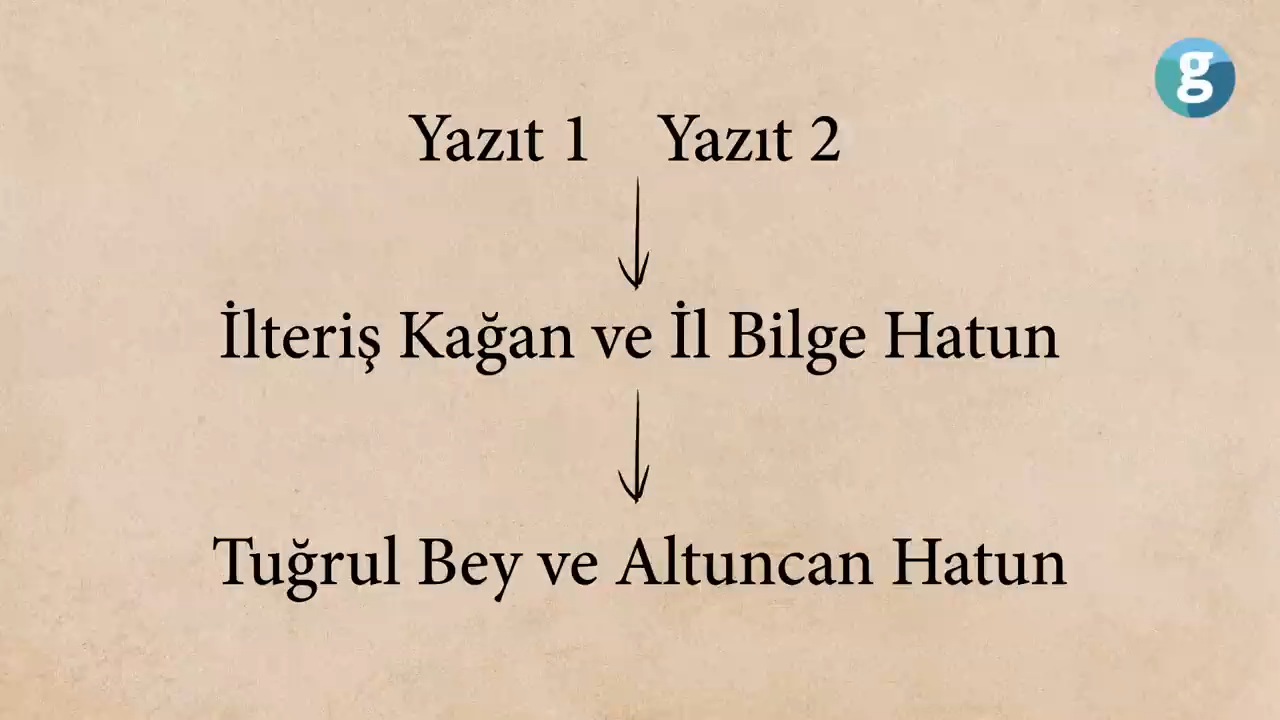 g
Yazıt 1 Yazıt 2
İlteriş Kağan ve İl Bilge Hatun
Tuğrul Bey ve Altuncan Hatun